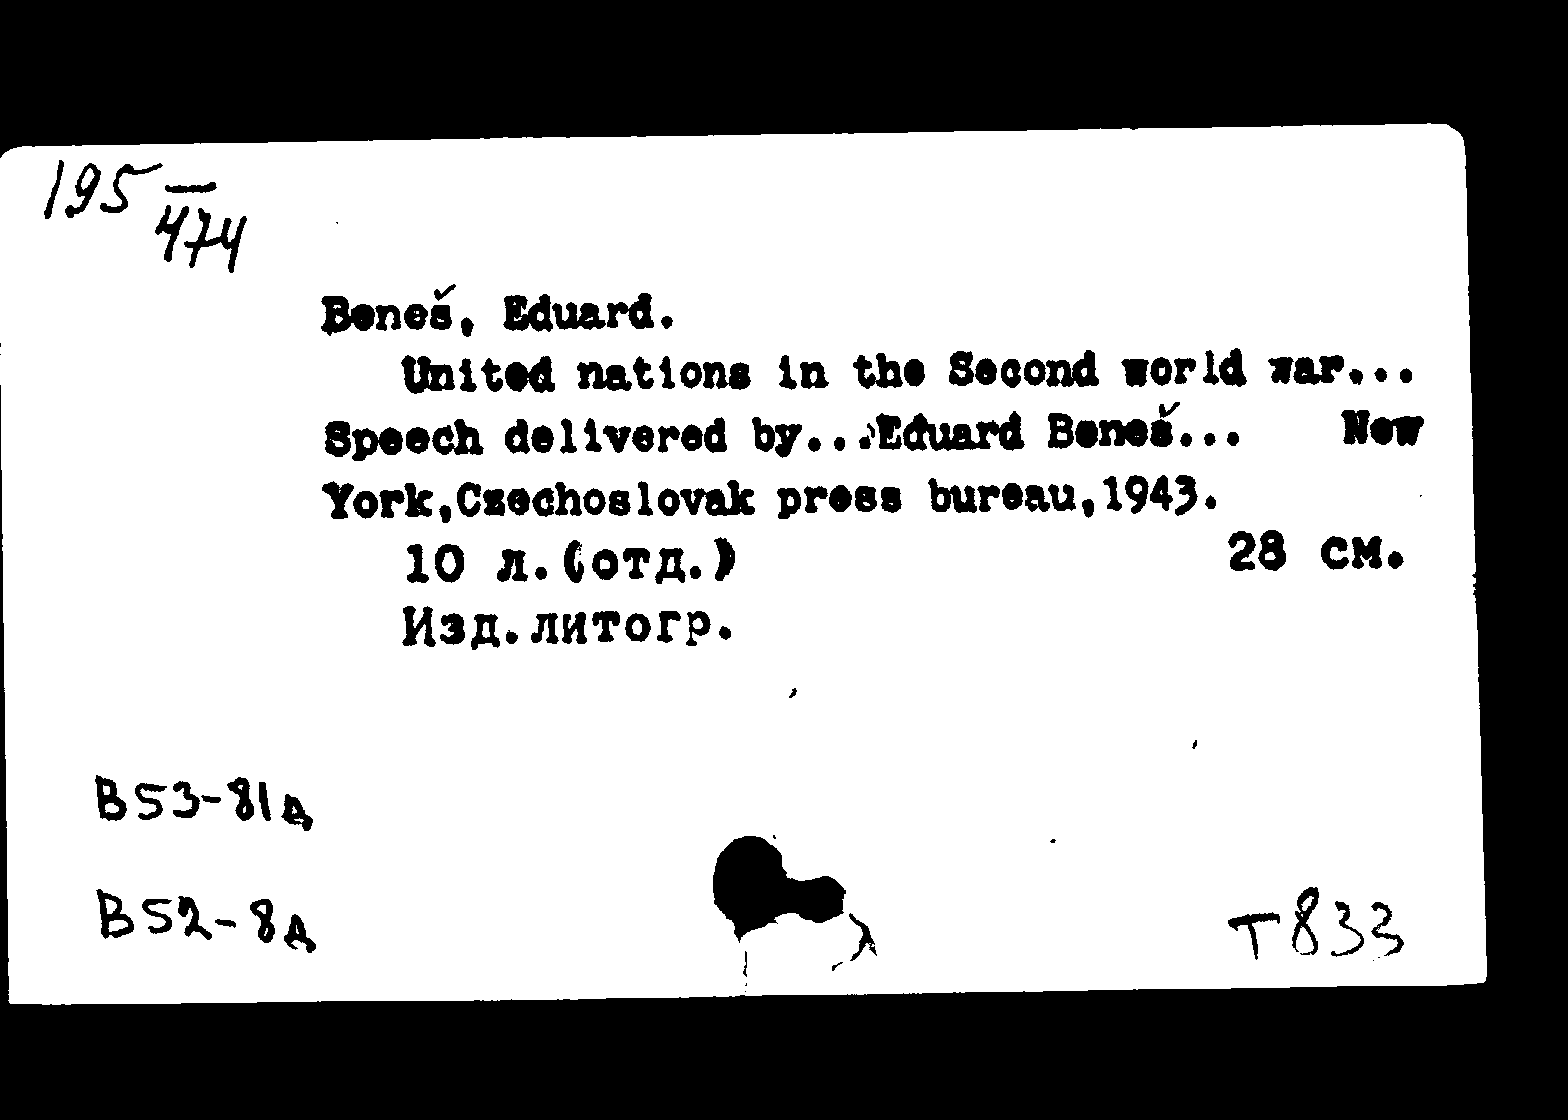 195 —
474
Beneš, Eduard.
United nations in the Second world war...
Speech delivered by...Eduard Beneš... New
York,Czechoslovak press bureau,1943.
10 л.(отд.) 28 см.
Изд.литогр.
B53-81д
B52-8д
T833